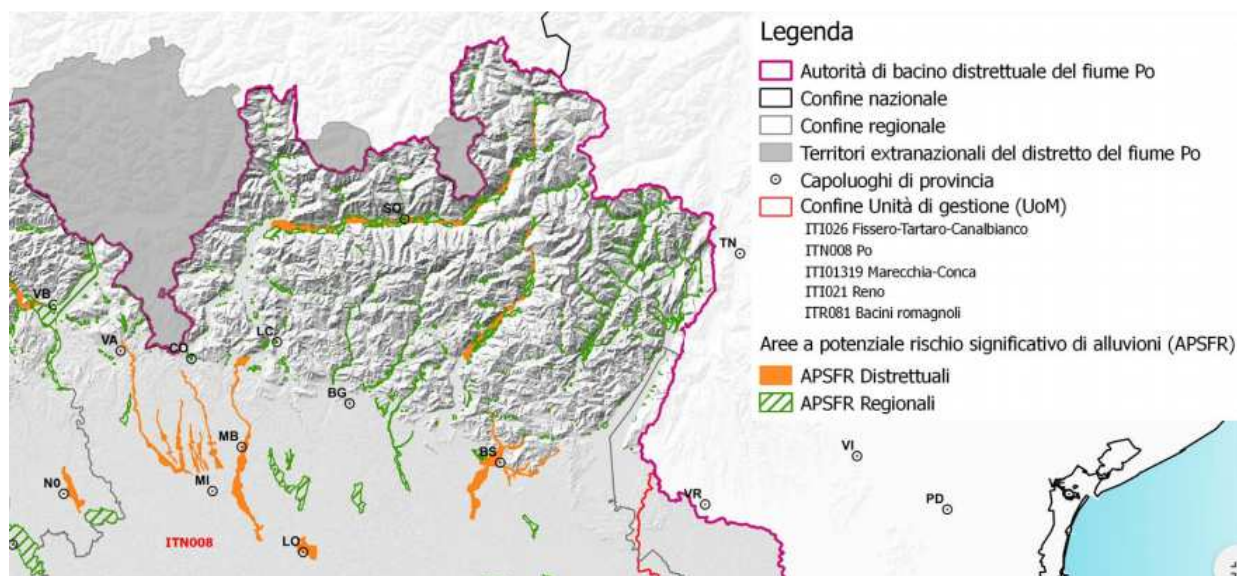 Legenda
Autorità di bacino distrettuale del fiume Po
Confine nazionale
Confine regionale
Territori extranazionali del distretto del fiume Po
Capoluoghi di provincia
Confine Unità di gestione (UoM)
ITI026 Fissero-Tartaro-Canalbianco
ITN008 Po
ITI01319 Marecchia-Conca
ITI021 Reno
ITR081 Bacini romagnoli
Aree a potenziale rischio significativo di alluvioni (APSFR)
APSFR Distrettuali
APSFR Regionali
SO
TN
VB
VA
CO
LC
BG
MB
BS
VI
NO
MI
VR
PD
ITN008
LO